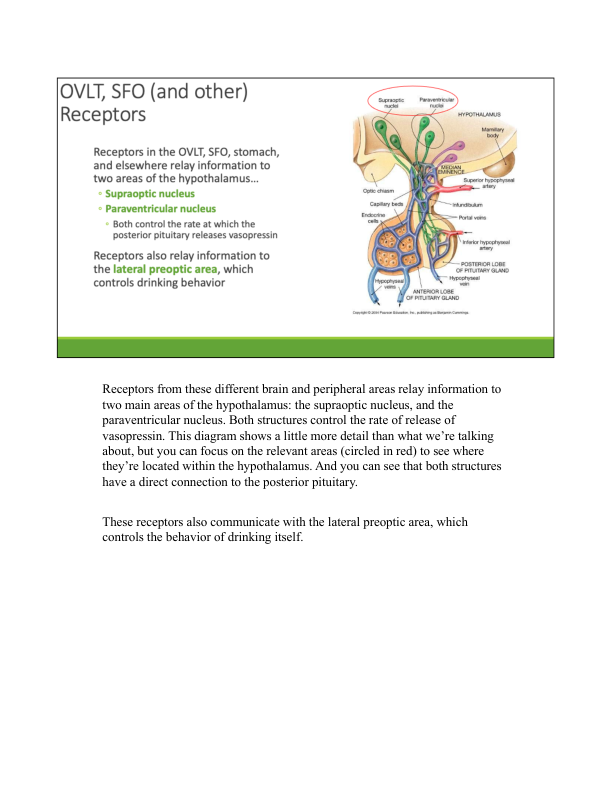 OVLT, SFO (and other)
Receptors
Receptors in the OVLT, SFO, stomach,
and elsewhere relay information to
two areas of the hypothalamus…
• Supraoptic nucleus
• Paraventricular nucleus
• Both control the rate at which the
posterior pituitary releases vasopressin
Receptors also relay information to
the lateral preoptic area, which
controls drinking behavior
Supraoptic
nuclei
Paraventricular
nuclei
HYPOTHALAMUS
Mamillary
body
MEDIAN
EMINENCE
Superior hypophyseal
artery
Optic chiasm
Capillary beds
Infundibulum
Endocrine
cells
Portal veins
Inferior hypophyseal
artery
POSTERIOR LOBE
OF PITUITARY GLAND
Hypophyseal
vein
Hypophyseal
veins
ANTERIOR LOBE
OF PITUITARY GLAND
Copyright © 2004 Pearson Education, Inc., publishing as Benjamin Cummings.
Receptors from these different brain and peripheral areas relay information to
two main areas of the hypothalamus: the supraoptic nucleus, and the
paraventricular nucleus. Both structures control the rate of release of
vasopressin. This diagram shows a little more detail than what we’re talking
about, but you can focus on the relevant areas (circled in red) to see where
they’re located within the hypothalamus. And you can see that both structures
have a direct connection to the posterior pituitary.
These receptors also communicate with the lateral preoptic area, which
controls the behavior of drinking itself.